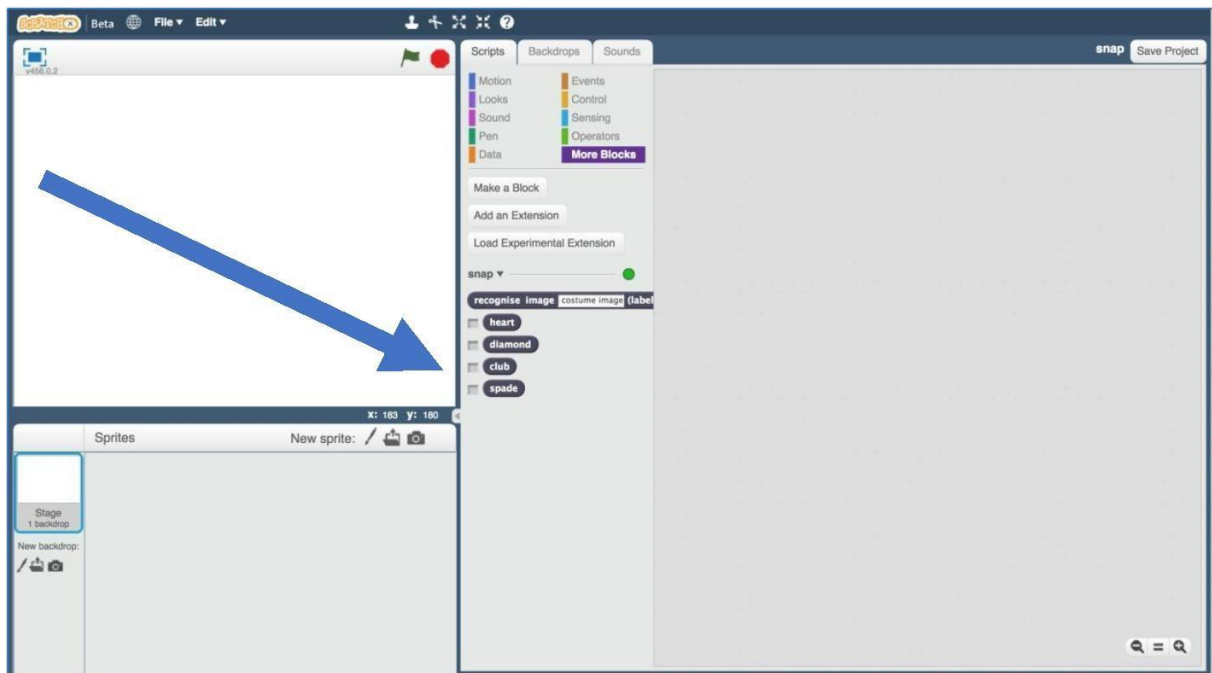 SCRATCHX Beta File Edit
v456.0.2
Scripts Backdrops Sounds
snap Save Project
Motion Events
Looks Control
Sound Sensing
Pen Operators
Data More Blocks
Make a Block
Add an Extension
Load Experimental Extension
snap
recognise image costume image (label
heart
diamond
club
spade
x: 183 y: 180
Sprites New sprite:
Stage
1 backdrop
New backdrop: